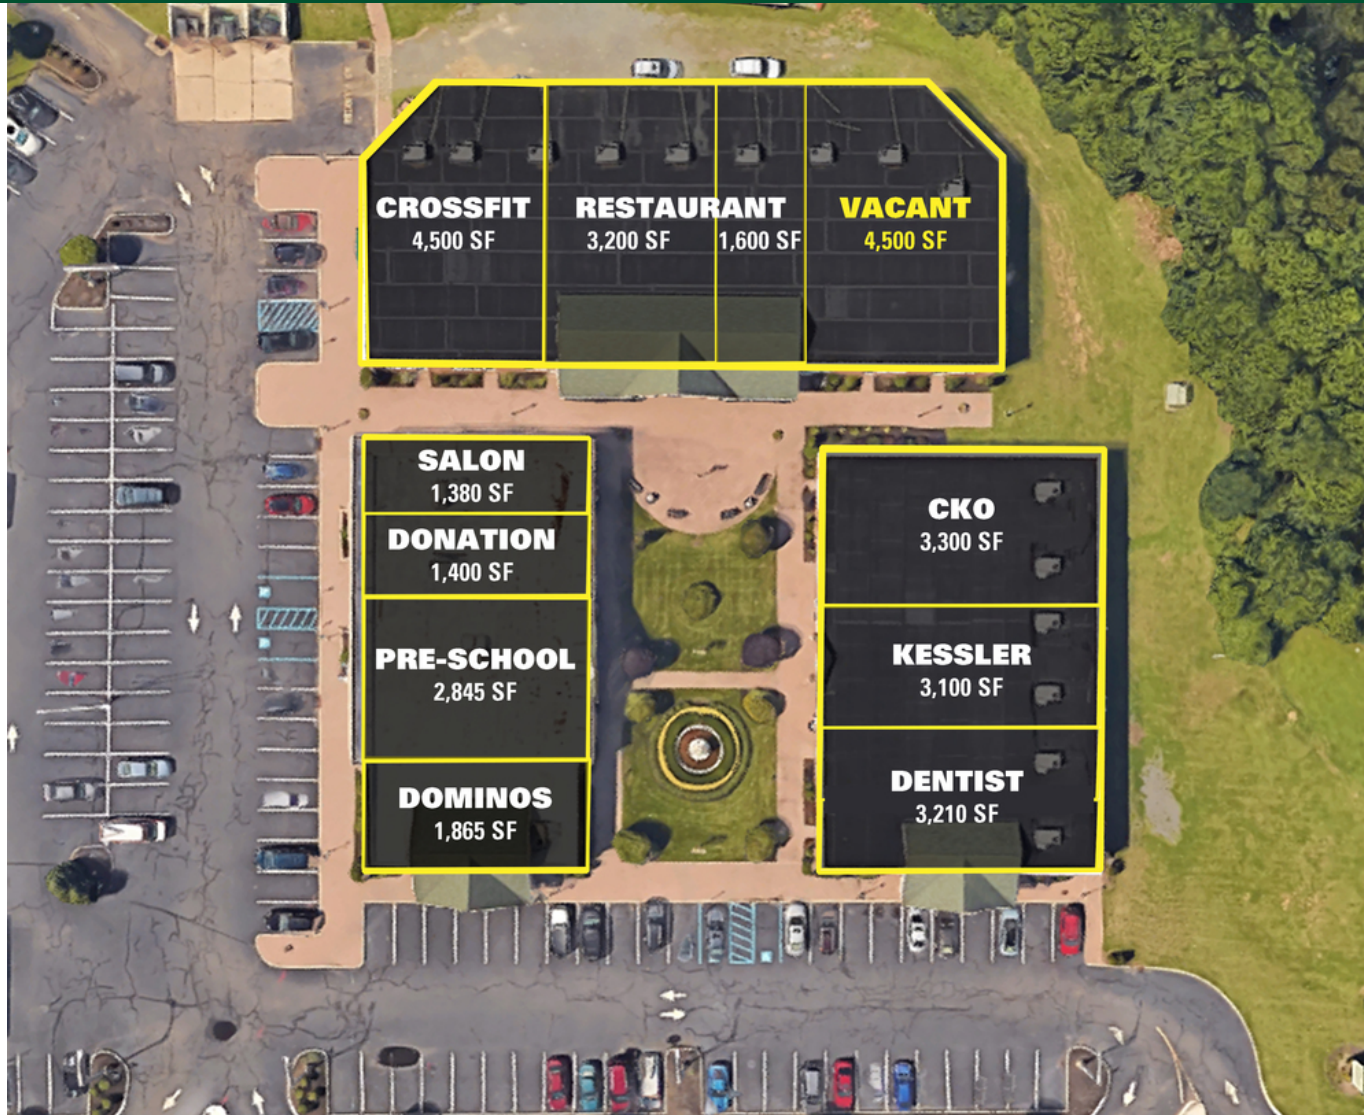 CROSSFIT
4,500 SF
RESTAURANT
3,200 SF
1,600 SF
VACANT
4,500 SF
SALON
1,380 SF
DONATION
1,400 SF
PRE-SCHOOL
2,845 SF
DOMINOS
1,865 SF
CKO
3,300 SF
KESSLER
3,100 SF
DENTIST
3,210 SF